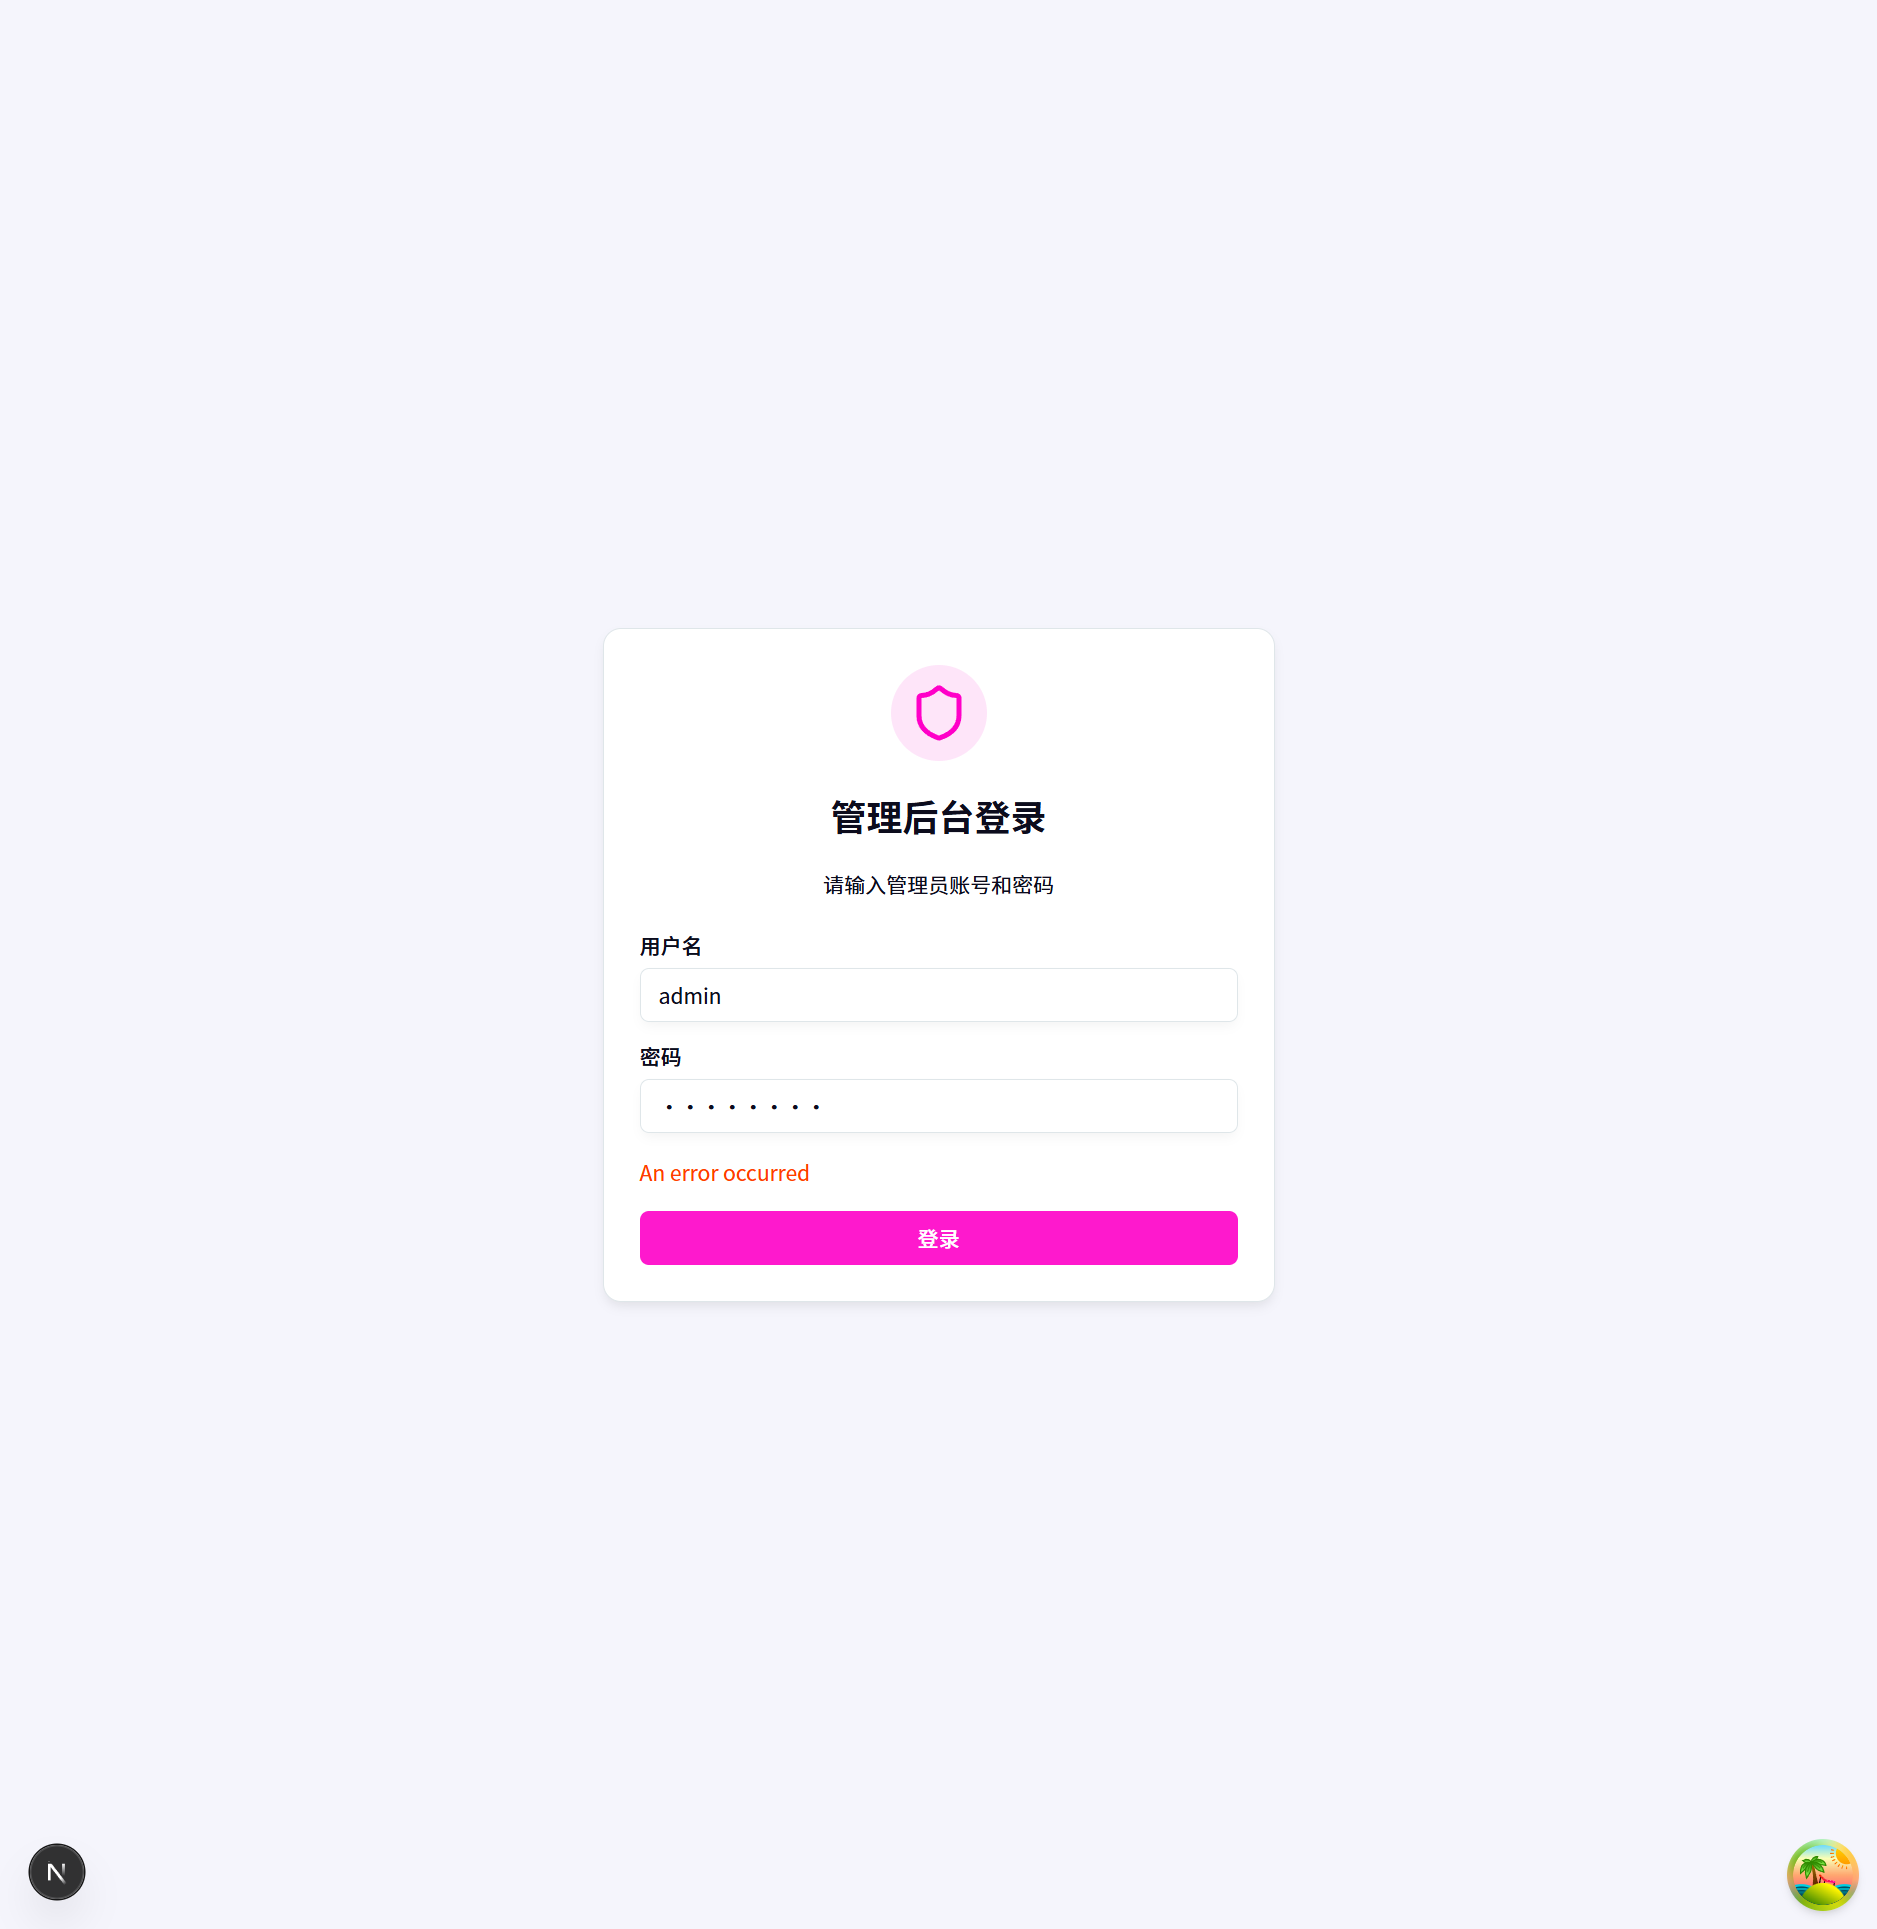 管理后台登录
请输入管理员账号和密码
用户名
admin
密码
••••••••
An error occurred
登录
N